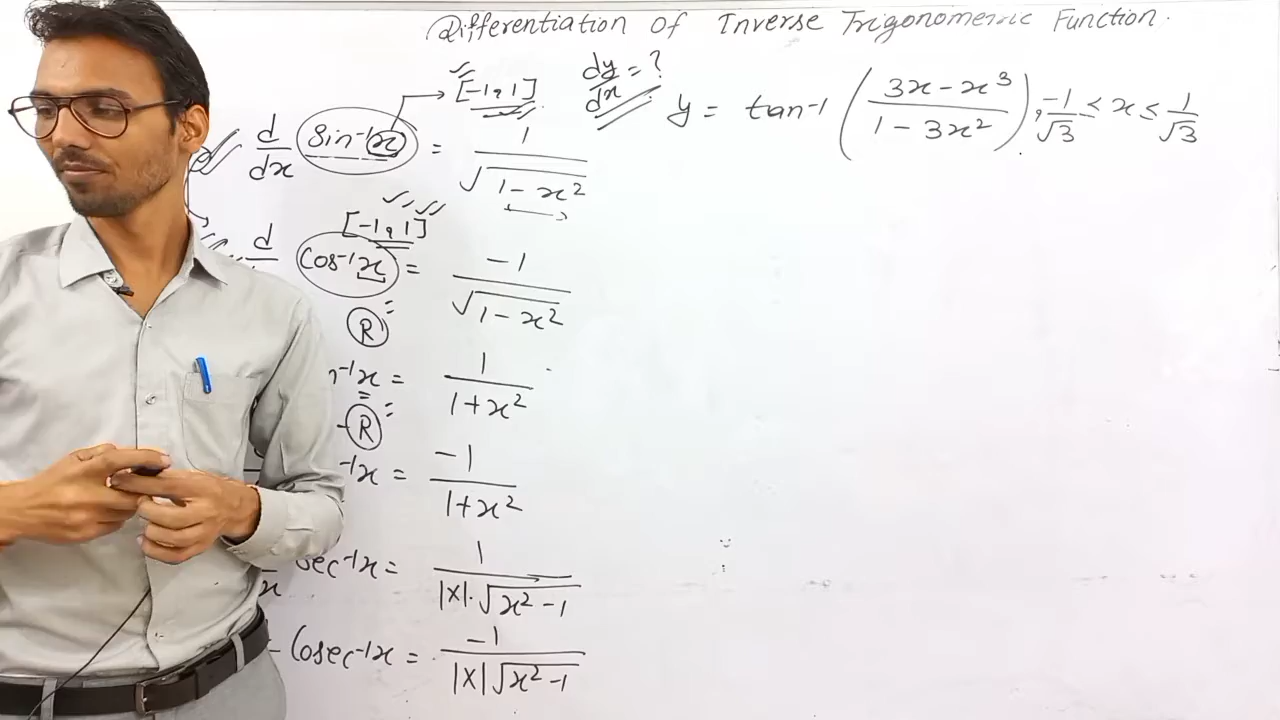 Differentiation of Inverse Trigonometric Function.
[-1, 1]
dy/dx = ?
y = tan-1 ( (3x - x³) / (1 - 3x²) ), -1/√3 < x ≤ 1/√3
d/dx sin⁻¹x = 1/√(1 - x²)
[-1, 1]
d/ cos⁻¹x = -1/√(1 - x²)
R
n⁻¹x = 1/(1+x²)
R
⁻¹x = -1/(1+x²)
x sec⁻¹x = 1/(|x|·√(x² - 1))
Cosec⁻¹x = -1/(|x|√(x² - 1))